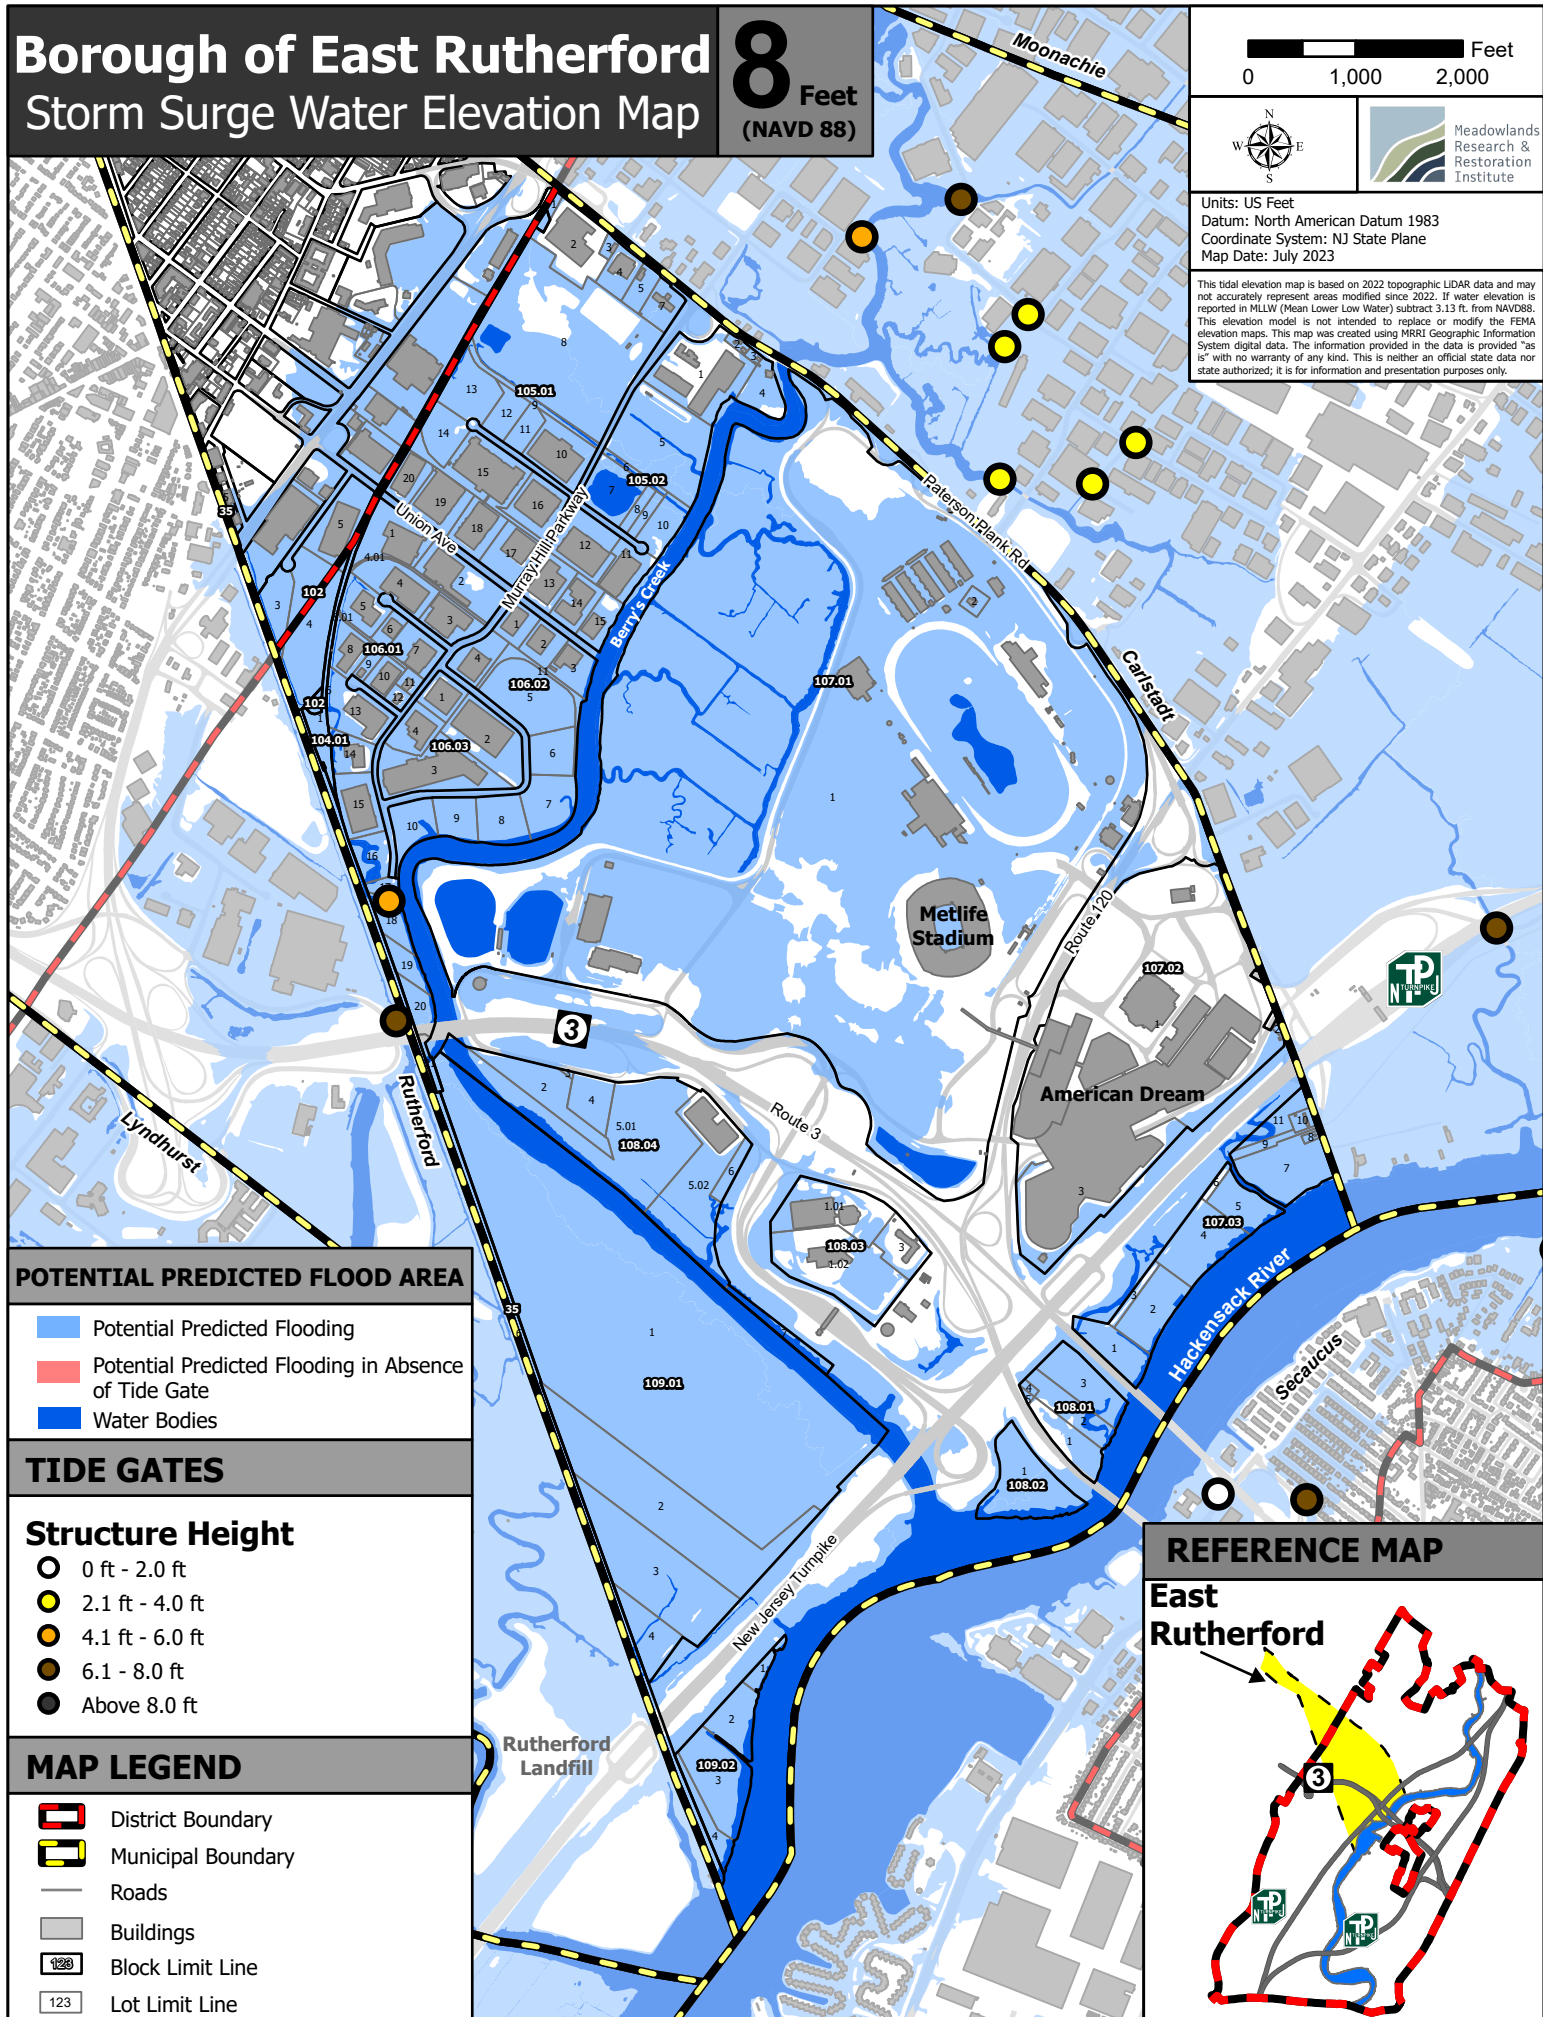 Borough of East Rutherford
Storm Surge Water Elevation Map
8 Feet
(NAVD 88)
Feet
0 1,000 2,000
N
W E
S
Meadowlands
Research &
Restoration
Institute
Units: US Feet
Datum: North American Datum 1983
Coordinate System: NJ State Plane
Map Date: July 2023
This tidal elevation map is based on 2022 topographic LiDAR data and may
not accurately represent areas modified since 2022. If water elevation is
reported in MLLW (Mean Lower Low Water) subtract 3.13 ft. from NAVD88.
This elevation model is not intended to replace or modify the FEMA
elevation maps. This map was created using MRRI Geographic Information
System digital data. The information provided in the data is provided "as
is" with no warranty of any kind. This is neither an official state data nor
state authorized; it is for information and presentation purposes only.
Moonachie
105.01
105.02
35
Union Ave
Murray Hill Parkway
Paterson Plank Rd
Berry's Creek
102
106.01
106.02
107.01
Carlstadt
102
104.01
106.03
Metlife
Stadium
Route 120
107.02
N TP J
TURNPIKE
3
American Dream
Rutherford
Lyndhurst
Route 3
108.04
108.03
107.03
Hackensack River
Secaucus
35
109.01
108.01
108.02
New Jersey Turnpike
Rutherford
Landfill
109.02
POTENTIAL PREDICTED FLOOD AREA
Potential Predicted Flooding
Potential Predicted Flooding in Absence
of Tide Gate
Water Bodies
TIDE GATES
Structure Height
0 ft - 2.0 ft
2.1 ft - 4.0 ft
4.1 ft - 6.0 ft
6.1 - 8.0 ft
Above 8.0 ft
MAP LEGEND
District Boundary
Municipal Boundary
Roads
Buildings
123 Block Limit Line
123 Lot Limit Line
REFERENCE MAP
East
Rutherford
3
N TP J
TURNPIKE
N TP J
TURNPIKE